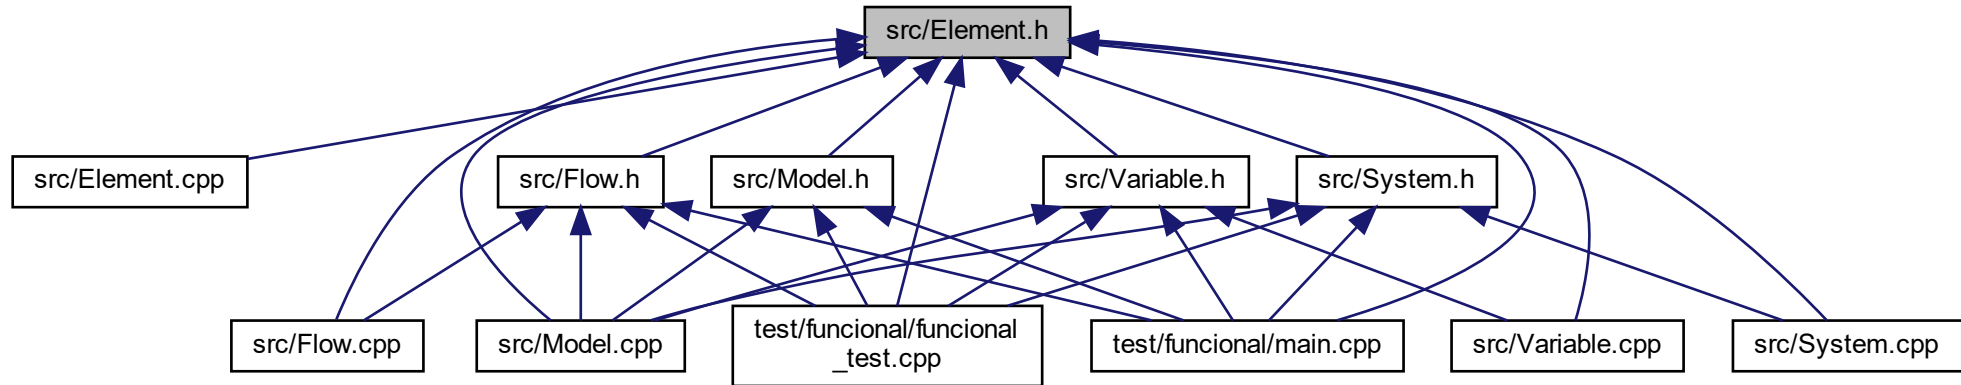 src/Element.h
src/Element.cpp
src/Flow.h
src/Model.h
src/Variable.h
src/System.h
src/Flow.cpp
src/Model.cpp
test/funcional/funcional
_test.cpp
test/funcional/main.cpp
src/Variable.cpp
src/System.cpp